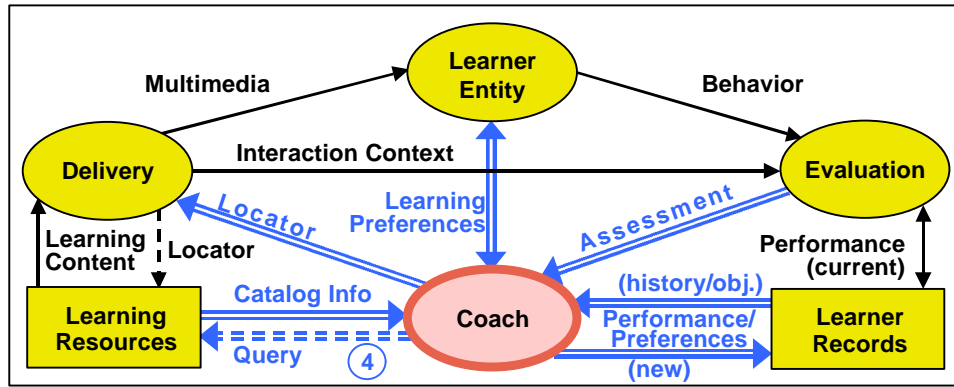 Learner
Entity
Multimedia
Behavior
Delivery
Interaction Context
Evaluation
Locator
Learning
Preferences
Assessment
Learning
Content
Locator
Performance
(current)
Learning
Resources
Catalog Info
Query
4
Coach
(history/obj.)
Performance/
Preferences
(new)
Learner
Records